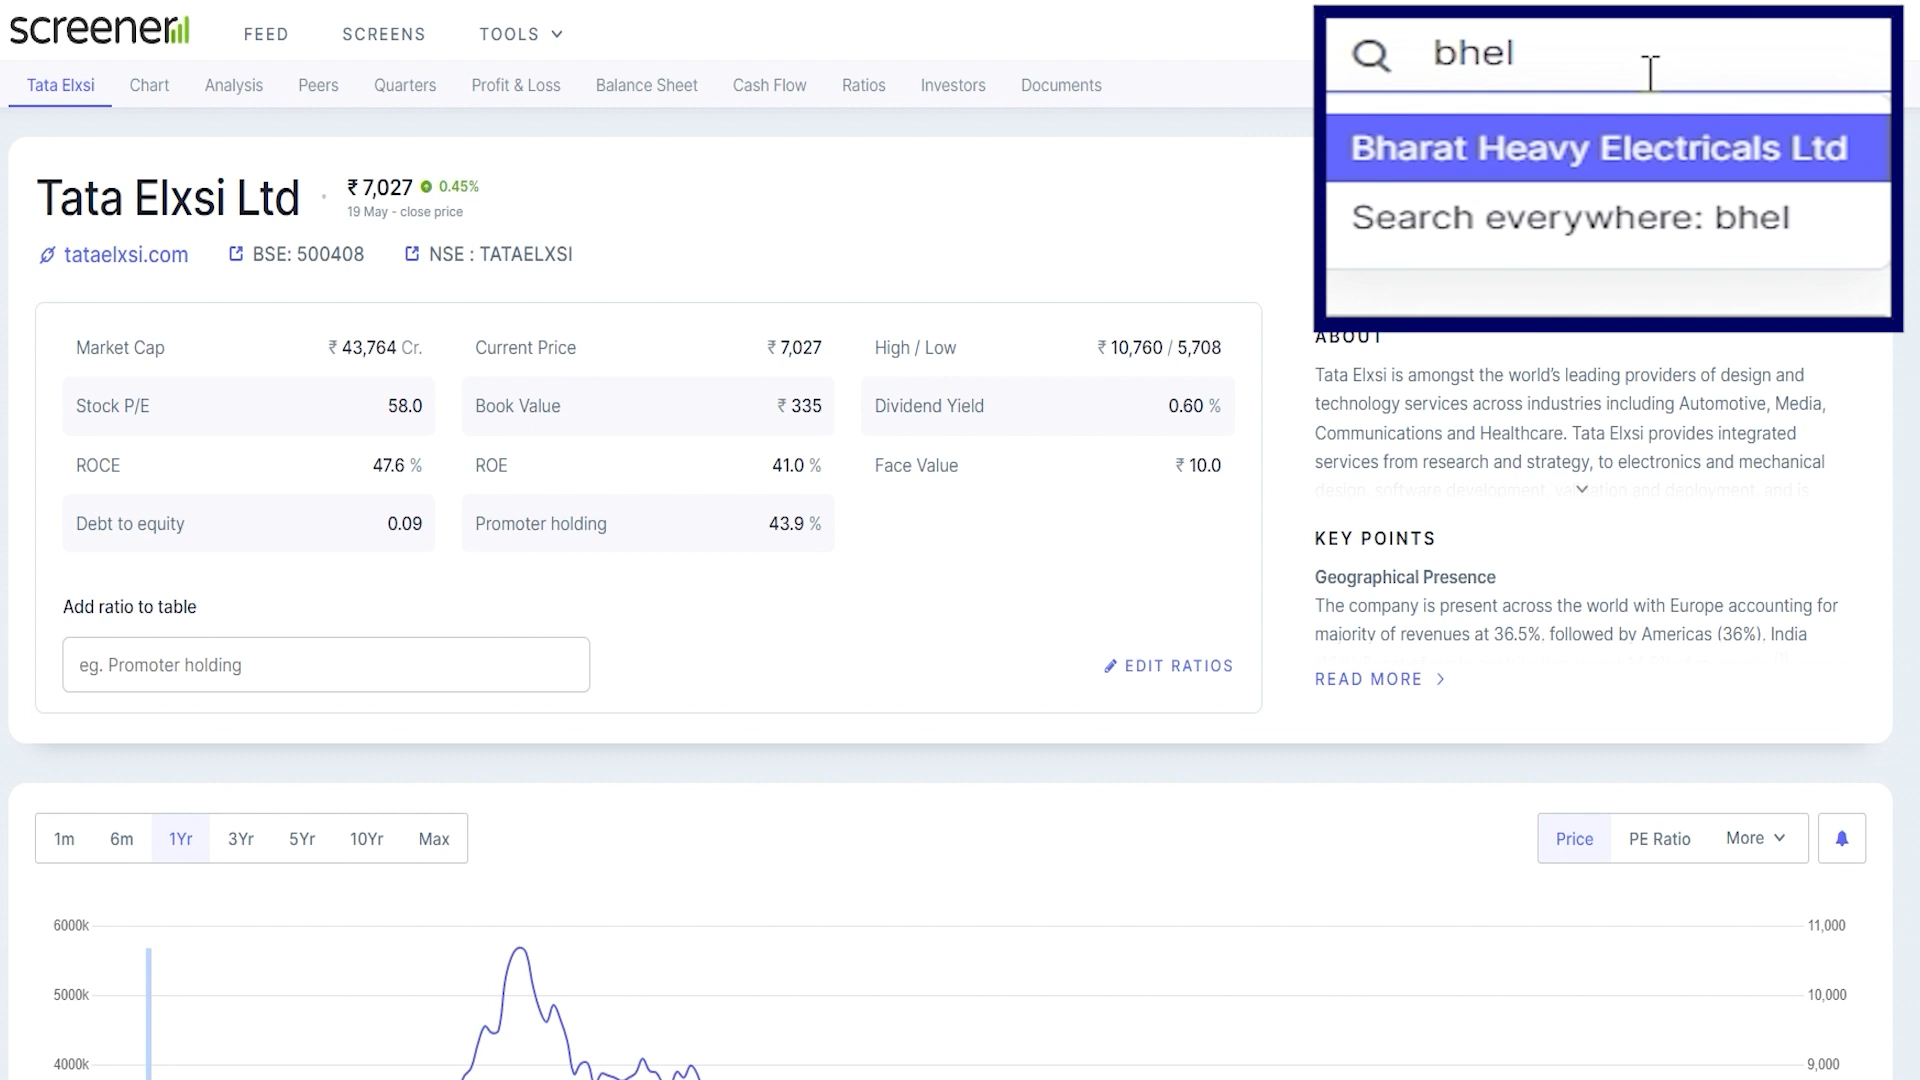 screener
FEED
SCREENS
TOOLS
bhel
Bharat Heavy Electricals Ltd
Search everywhere: bhel
Tata Elxsi
Chart
Analysis
Peers
Quarters
Profit & Loss
Balance Sheet
Cash Flow
Ratios
Investors
Documents
Tata Elxsi Ltd
₹ 7,027 0.45%
19 May - close price
tataelxsi.com
BSE: 500408
NSE : TATAELXSI
Market Cap ₹ 43,764 Cr.
Current Price ₹ 7,027
High / Low ₹ 10,760 / 5,708
Stock P/E 58.0
Book Value ₹ 335
Dividend Yield 0.60 %
ROCE 47.6 %
ROE 41.0 %
Face Value ₹ 10.0
Debt to equity 0.09
Promoter holding 43.9 %
Add ratio to table
eg. Promoter holding
EDIT RATIOS
ABOUT
Tata Elxsi is amongst the world's leading providers of design and
technology services across industries including Automotive, Media,
Communications and Healthcare. Tata Elxsi provides integrated
services from research and strategy, to electronics and mechanical
design, software development, validation and deployment, and is
KEY POINTS
Geographical Presence
The company is present across the world with Europe accounting for
majority of revenues at 36.5%, followed by Americas (36%), India
READ MORE
1m
6m
1Yr
3Yr
5Yr
10Yr
Max
Price
PE Ratio
More
6000k
5000k
4000k
11,000
10,000
9,000